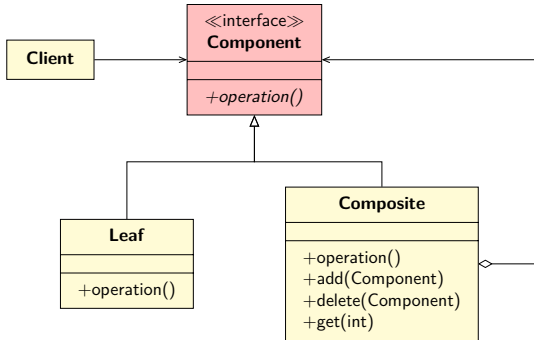 ≪interface≫
Component
Client
+operation()
Composite
Leaf
+operation()
+operation()
+add(Component)
+delete(Component)
+get(int)